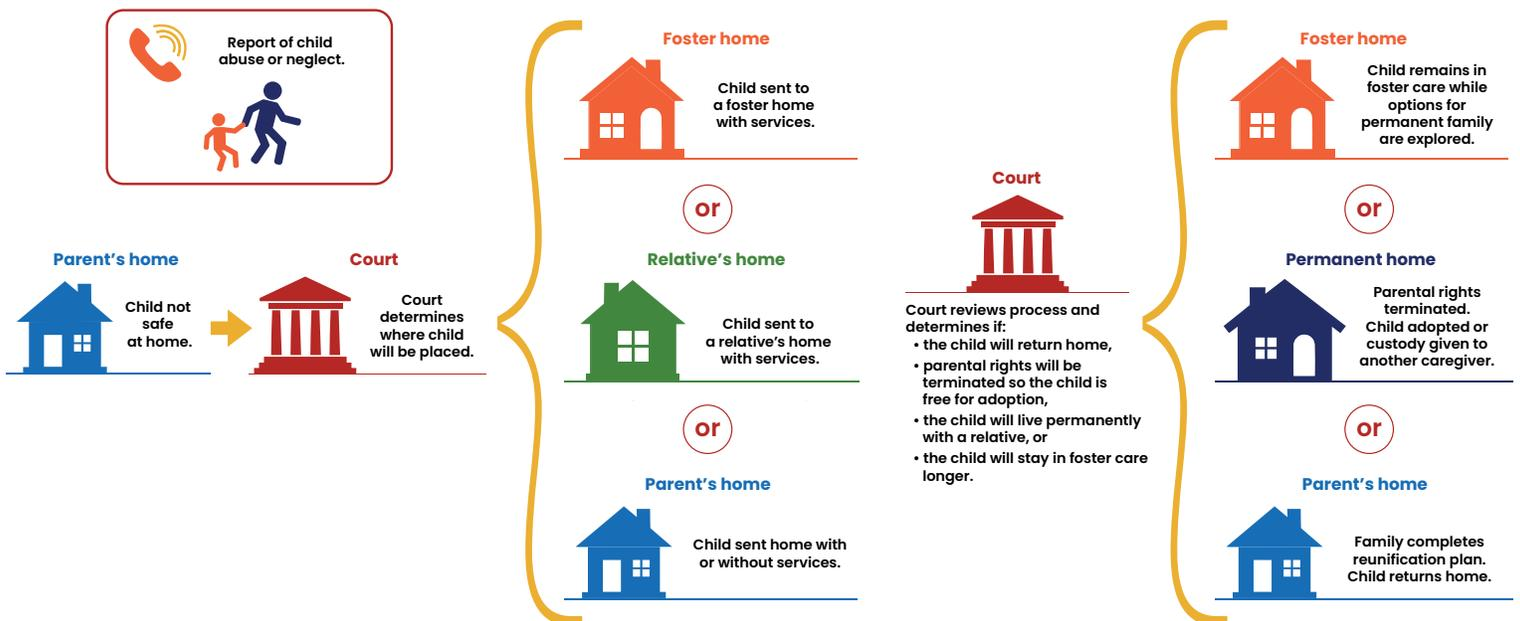 Report of child
abuse or neglect.
Parent’s home
Child not
safe
at home.
Court
Court
determines
where child
will be placed.
Foster home
Child sent to
a foster home
with services.
or
Relative’s home
Child sent to
a relative’s home
with services.
or
Parent’s home
Child sent home with
or without services.
Court
Court reviews process and
determines if:
• the child will return home,
• parental rights will be
terminated so the child is
free for adoption,
• the child will live permanently
with a relative, or
• the child will stay in foster care
longer.
Foster home
Child remains in
foster care while
options for
permanent family
are explored.
or
Permanent home
Parental rights
terminated.
Child adopted or
custody given to
another caregiver.
or
Parent’s home
Family completes
reunification plan.
Child returns home.